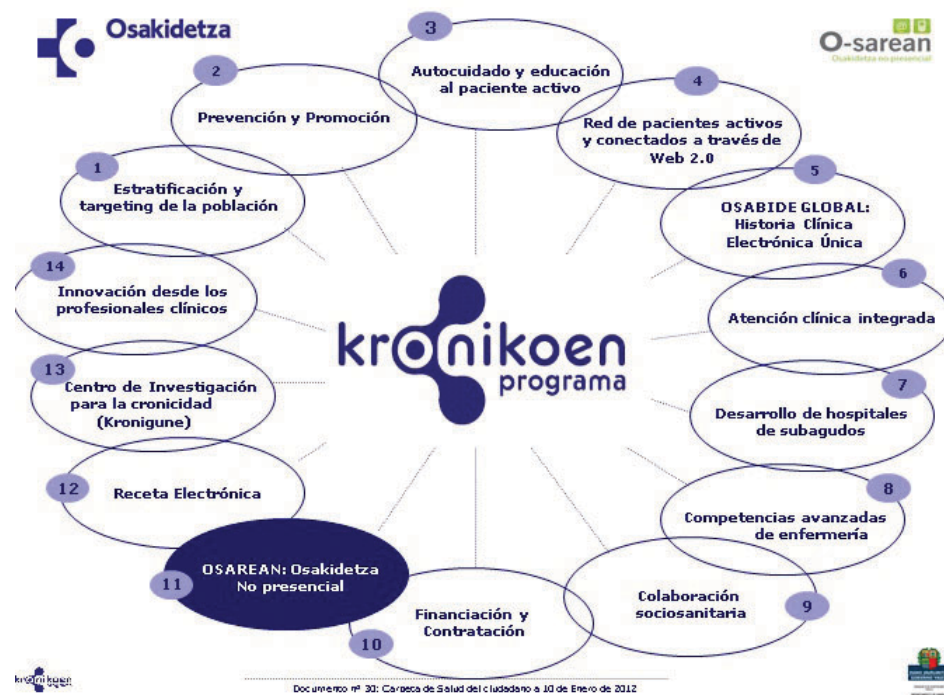 Osakidetza
O-sarean
Osakidetza no presencial
3
Autocuidado y educación
al paciente activo
2
Prevención y Promoción
4
Red de pacientes activos
y conectados a través de
Web 2.0
1
Estratificación y
targeting de la población
5
OSABIDE GLOBAL:
Historia Clínica
Electrónica Única
14
Innovación desde los
profesionales clínicos
6
Atención clínica integrada
kronikoen
programa
13
Centro de Investigación
para la cronicidad
(Kronigune)
7
Desarrollo de hospitales
de subagudos
12
Receta Electrónica
8
Competencias avanzadas
de enfermería
11
OSAREAN: Osakidetza
No presencial
10
Financiación y
Contratación
9
Colaboración
sociosanitaria
kronikoen
Documento nº 30: Carpeta de Salud del ciudadano a 10 de Enero de 2012